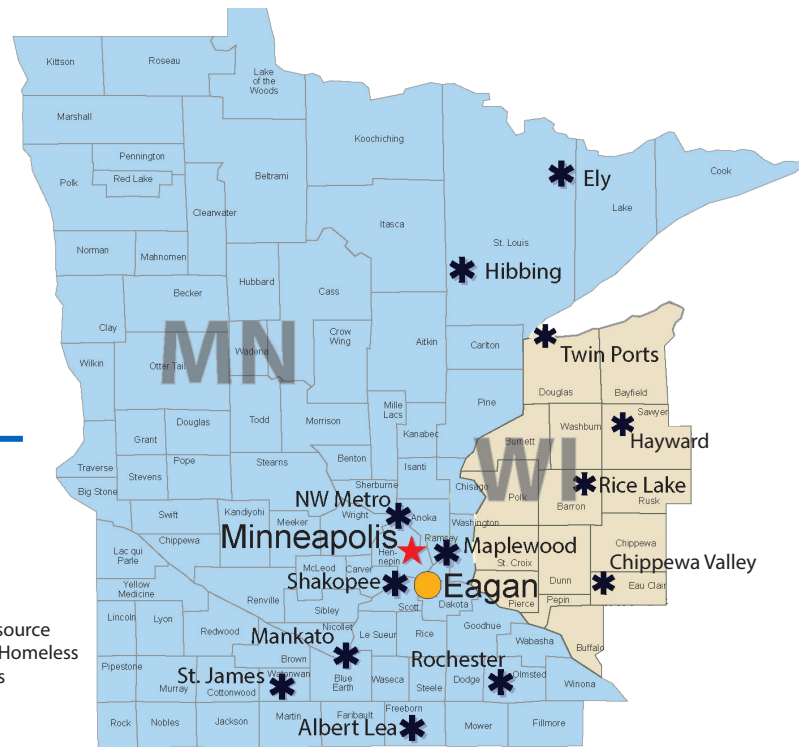 Kittson
Roseau
Lake
of the
Woods
Marshall
Koochiching
Pennington
Red Lake
Polk
Beltrami
Clearwater
Ely
Cook
Lake
Itasca
St. Louis
Norman
Mahnomen
Hibbing
Hubbard
Becker
Cass
Clay
MN
Crow
Wing
Aitkin
Carlton
Twin Ports
Wilkin
Otter Tail
Wadena
Douglas
Bayfield
Pine
Mille
Lacs
Sawyer
Washburn
Hayward
Grant
Douglas
Todd
Morrison
Kanabec
WI
Burnett
Traverse
Stevens
Pope
Stearns
Benton
Isanti
Big Stone
Sherburne
Chisago
Polk
Rice Lake
Barron
Rusk
Swift
Kandiyohi
Meeker
NW Metro
Wright
Anoka
Washington
Minneapolis
Ramsey
Maplewood
Chippewa
Lac qui
Parle
Hen-
nepin
McLeod
Carver
St. Croix
Chippewa
Chippewa Valley
Yellow
Medicine
Renville
Shakopee
Eagan
Dunn
Eau Clair
Sibley
Scott
Dakota
Pierce
Pepin
Lincoln
Lyon
Redwood
Nicollet
Le Sueur
Rice
Goodhue
Wabasha
Buffalo
source
Homeless
s
Mankato
Brown
Rochester
Pipestone
Murray
Cottonwood
St. James
Watonwan
Blue
Earth
Waseca
Steele
Dodge
Olmsted
Winona
Rock
Nobles
Jackson
Martin
Faribault
Freeborn
Albert Lea
Mower
Fillmore